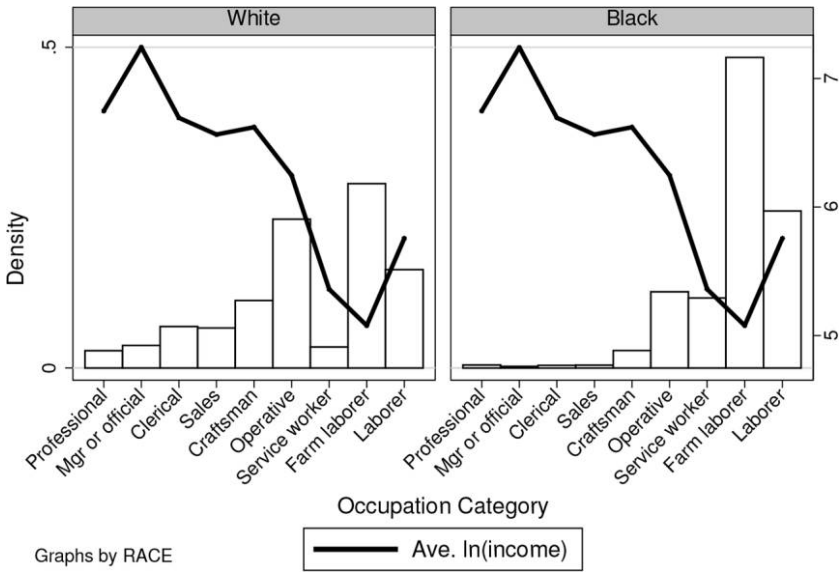 White
Black
.5
0
Density
7
6
5
Professional
Mgr or official
Clerical
Sales
Craftsman
Operative
Service worker
Farm laborer
Laborer
Professional
Mgr or official
Clerical
Sales
Craftsman
Operative
Service worker
Farm laborer
Laborer
Occupation Category
Ave. ln(income)
Graphs by RACE